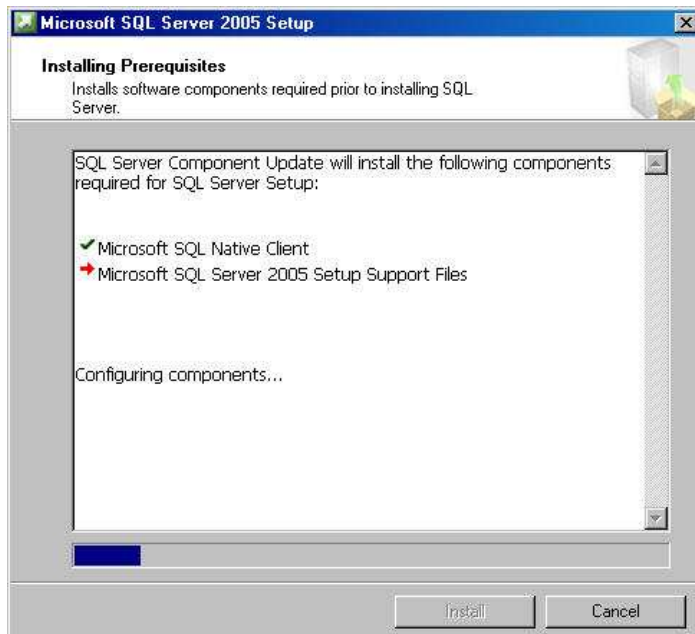 Microsoft SQL Server 2005 Setup
Installing Prerequisites
Installs software components required prior to installing SQL
Server.
SQL Server Component Update will install the following components
required for SQL Server Setup:
Microsoft SQL Native Client
Microsoft SQL Server 2005 Setup Support Files
Configuring components...
Install
Cancel